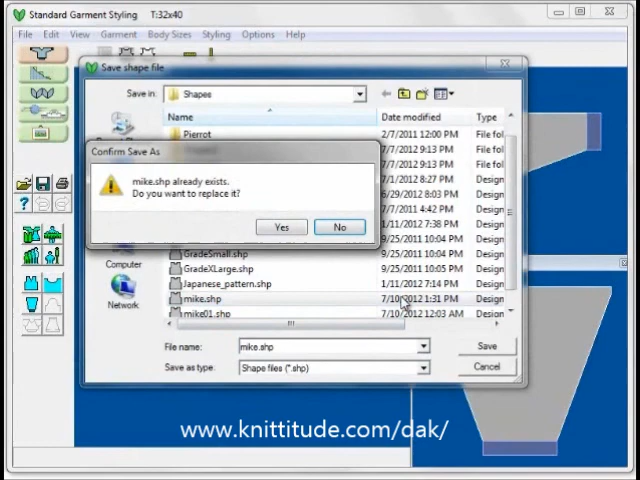 Standard Garment Styling T:32x40
File Edit View Garment Body Sizes Styling Options Help
Save shape file
Save in: Shapes
Name Date modified Type
Pierrot 2/7/2011 12:00 PM File fol
7/7/2012 9:13 PM File fol
7/7/2012 9:13 PM File fol
7/1/2012 8:27 PM Design
6/29/2012 8:03 PM Design
7/7/2011 4:42 PM Design
1/11/2012 7:38 PM Design
9/25/2011 10:04 PM Design
GradeSmall.shp 9/25/2011 10:04 PM Design
GradeXLarge.shp 9/25/2011 10:05 PM Design
Japanese_pattern.shp 1/11/2012 7:14 PM Design
mike.shp 7/10/2012 1:31 PM Design
mike01.shp 7/10/2012 12:03 AM Design
Computer
Network
Confirm Save As
mike.shp already exists.
Do you want to replace it?
Yes No
File name: mike.shp Save
Save as type: Shape files (*.shp) Cancel
www.knittitude.com/dak/